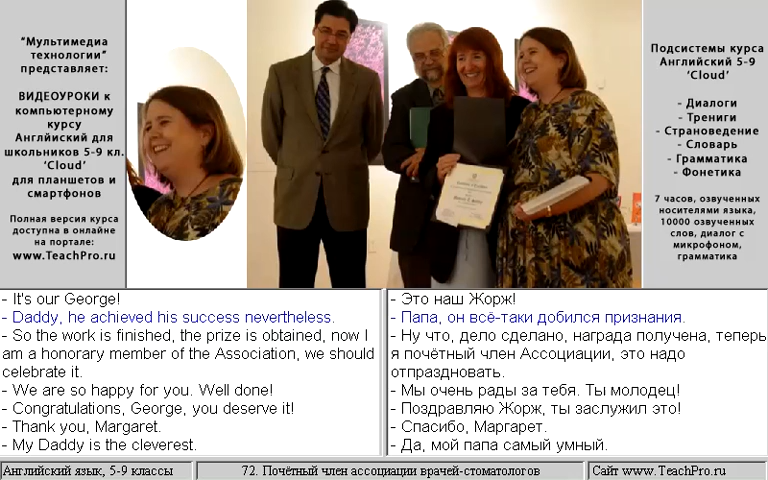 “Мультимедиа
технологии”
представляет:
ВИДЕОУРОКИ к
компьютерному
курсу
Английский для
школьников 5-9 кл.
‘Cloud’
для планшетов и
смартфонов
Полная версия курса
доступна в онлайне
на портале:
www.TeachPro.ru
Подсистемы курса
Английский 5-9
‘Cloud’
- Диалоги
- Тренинги
- Страноведение
- Словарь
- Грамматика
- Фонетика
7 часов, озвученных
носителями языка,
10000 озвученных
слов, диалог с
микрофоном,
грамматика
- It's our George!
- Daddy, he achieved his success nevertheless.
- So the work is finished, the prize is obtained, now I
am a honorary member of the Association, we should
celebrate it.
- We are so happy for you. Well done!
- Congratulations, George, you deserve it!
- Thank you, Margaret.
- My Daddy is the cleverest.
- Это наш Жорж!
- Папа, он всё-таки добился признания.
- Ну что, дело сделано, награда получена, теперь
я почётный член Ассоциации, это надо
отпраздновать.
- Мы очень рады за тебя. Ты молодец!
- Поздравляю Жорж, ты заслужил это!
- Спасибо, Маргарет.
- Да, мой папа самый умный.
Английский язык, 5-9 классы
72. Почётный член ассоциации врачей-стоматологов
Сайт www.TeachPro.ru